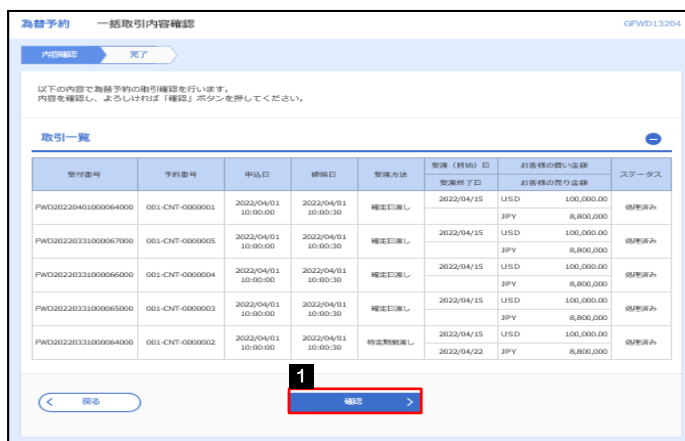 為替予約 一括取引内容確認 GFWD13204
内容確認 完了
以下の内容で為替予約の取引確認を行います。
内容を確認し、よろしければ「確認」ボタンを押してください。
取引一覧
受付番号 予約番号 申込日 締結日 受渡方法 受渡（開始）日 お客様の買い金額 ステータス
受渡終了日 お客様の売り金額
FWD20220401000064000 001-CNT-0000001 2022/04/01 10:00:00 2022/04/01 10:00:30 確定日渡し 2022/04/15 USD 100,000.00 処理済み
JPY 8,800,000
FWD20220331000067000 001-CNT-0000005 2022/04/01 10:00:00 2022/04/01 10:00:30 確定日渡し 2022/04/15 USD 100,000.00 処理済み
JPY 8,800,000
FWD20220331000066000 001-CNT-0000004 2022/04/01 10:00:00 2022/04/01 10:00:30 確定日渡し 2022/04/15 USD 100,000.00 処理済み
JPY 8,800,000
FWD20220331000065000 001-CNT-0000003 2022/04/01 10:00:00 2022/04/01 10:00:30 確定日渡し 2022/04/15 USD 100,000.00 処理済み
JPY 8,800,000
FWD20220331000064000 001-CNT-0000002 2022/04/01 10:00:00 2022/04/01 10:00:30 特定期間渡し 2022/04/15 USD 100,000.00 処理済み
2022/04/22 JPY 8,800,000
1
戻る 確認